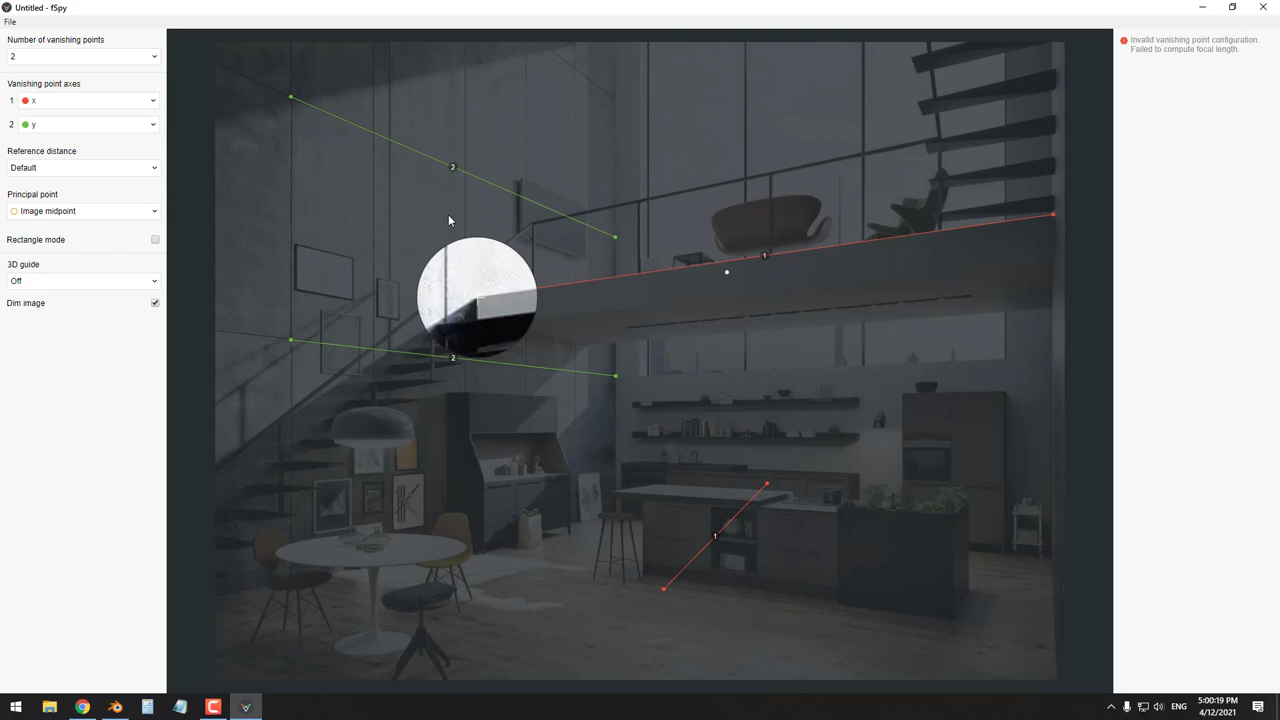 Untitled - fSpy
File
Number of vanishing points
2
Vanishing point axes
1 x
2 y
Reference distance
Default
Principal point
Image midpoint
Rectangle mode
3D guide
Off
Dim image
2
1
2
1
Invalid vanishing point configuration.
Failed to compute focal length.
ENG
5:00:19 PM
4/12/2021